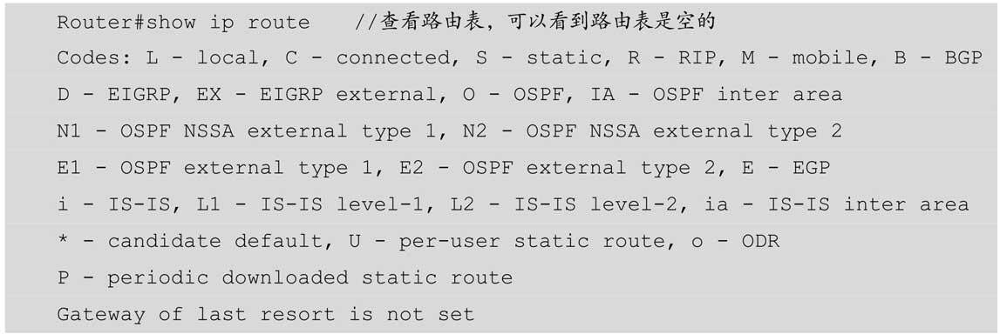 Router#show ip route //查看路由表，可以看到路由表是空的
Codes: L - local, C - connected, S - static, R - RIP, M - mobile, B - BGP
D - EIGRP, EX - EIGRP external, O - OSPF, IA - OSPF inter area
N1 - OSPF NSSA external type 1, N2 - OSPF NSSA external type 2
E1 - OSPF external type 1, E2 - OSPF external type 2, E - EGP
i - IS-IS, L1 - IS-IS level-1, L2 - IS-IS level-2, ia - IS-IS inter area
* - candidate default, U - per-user static route, o - ODR
P - periodic downloaded static route
Gateway of last resort is not set